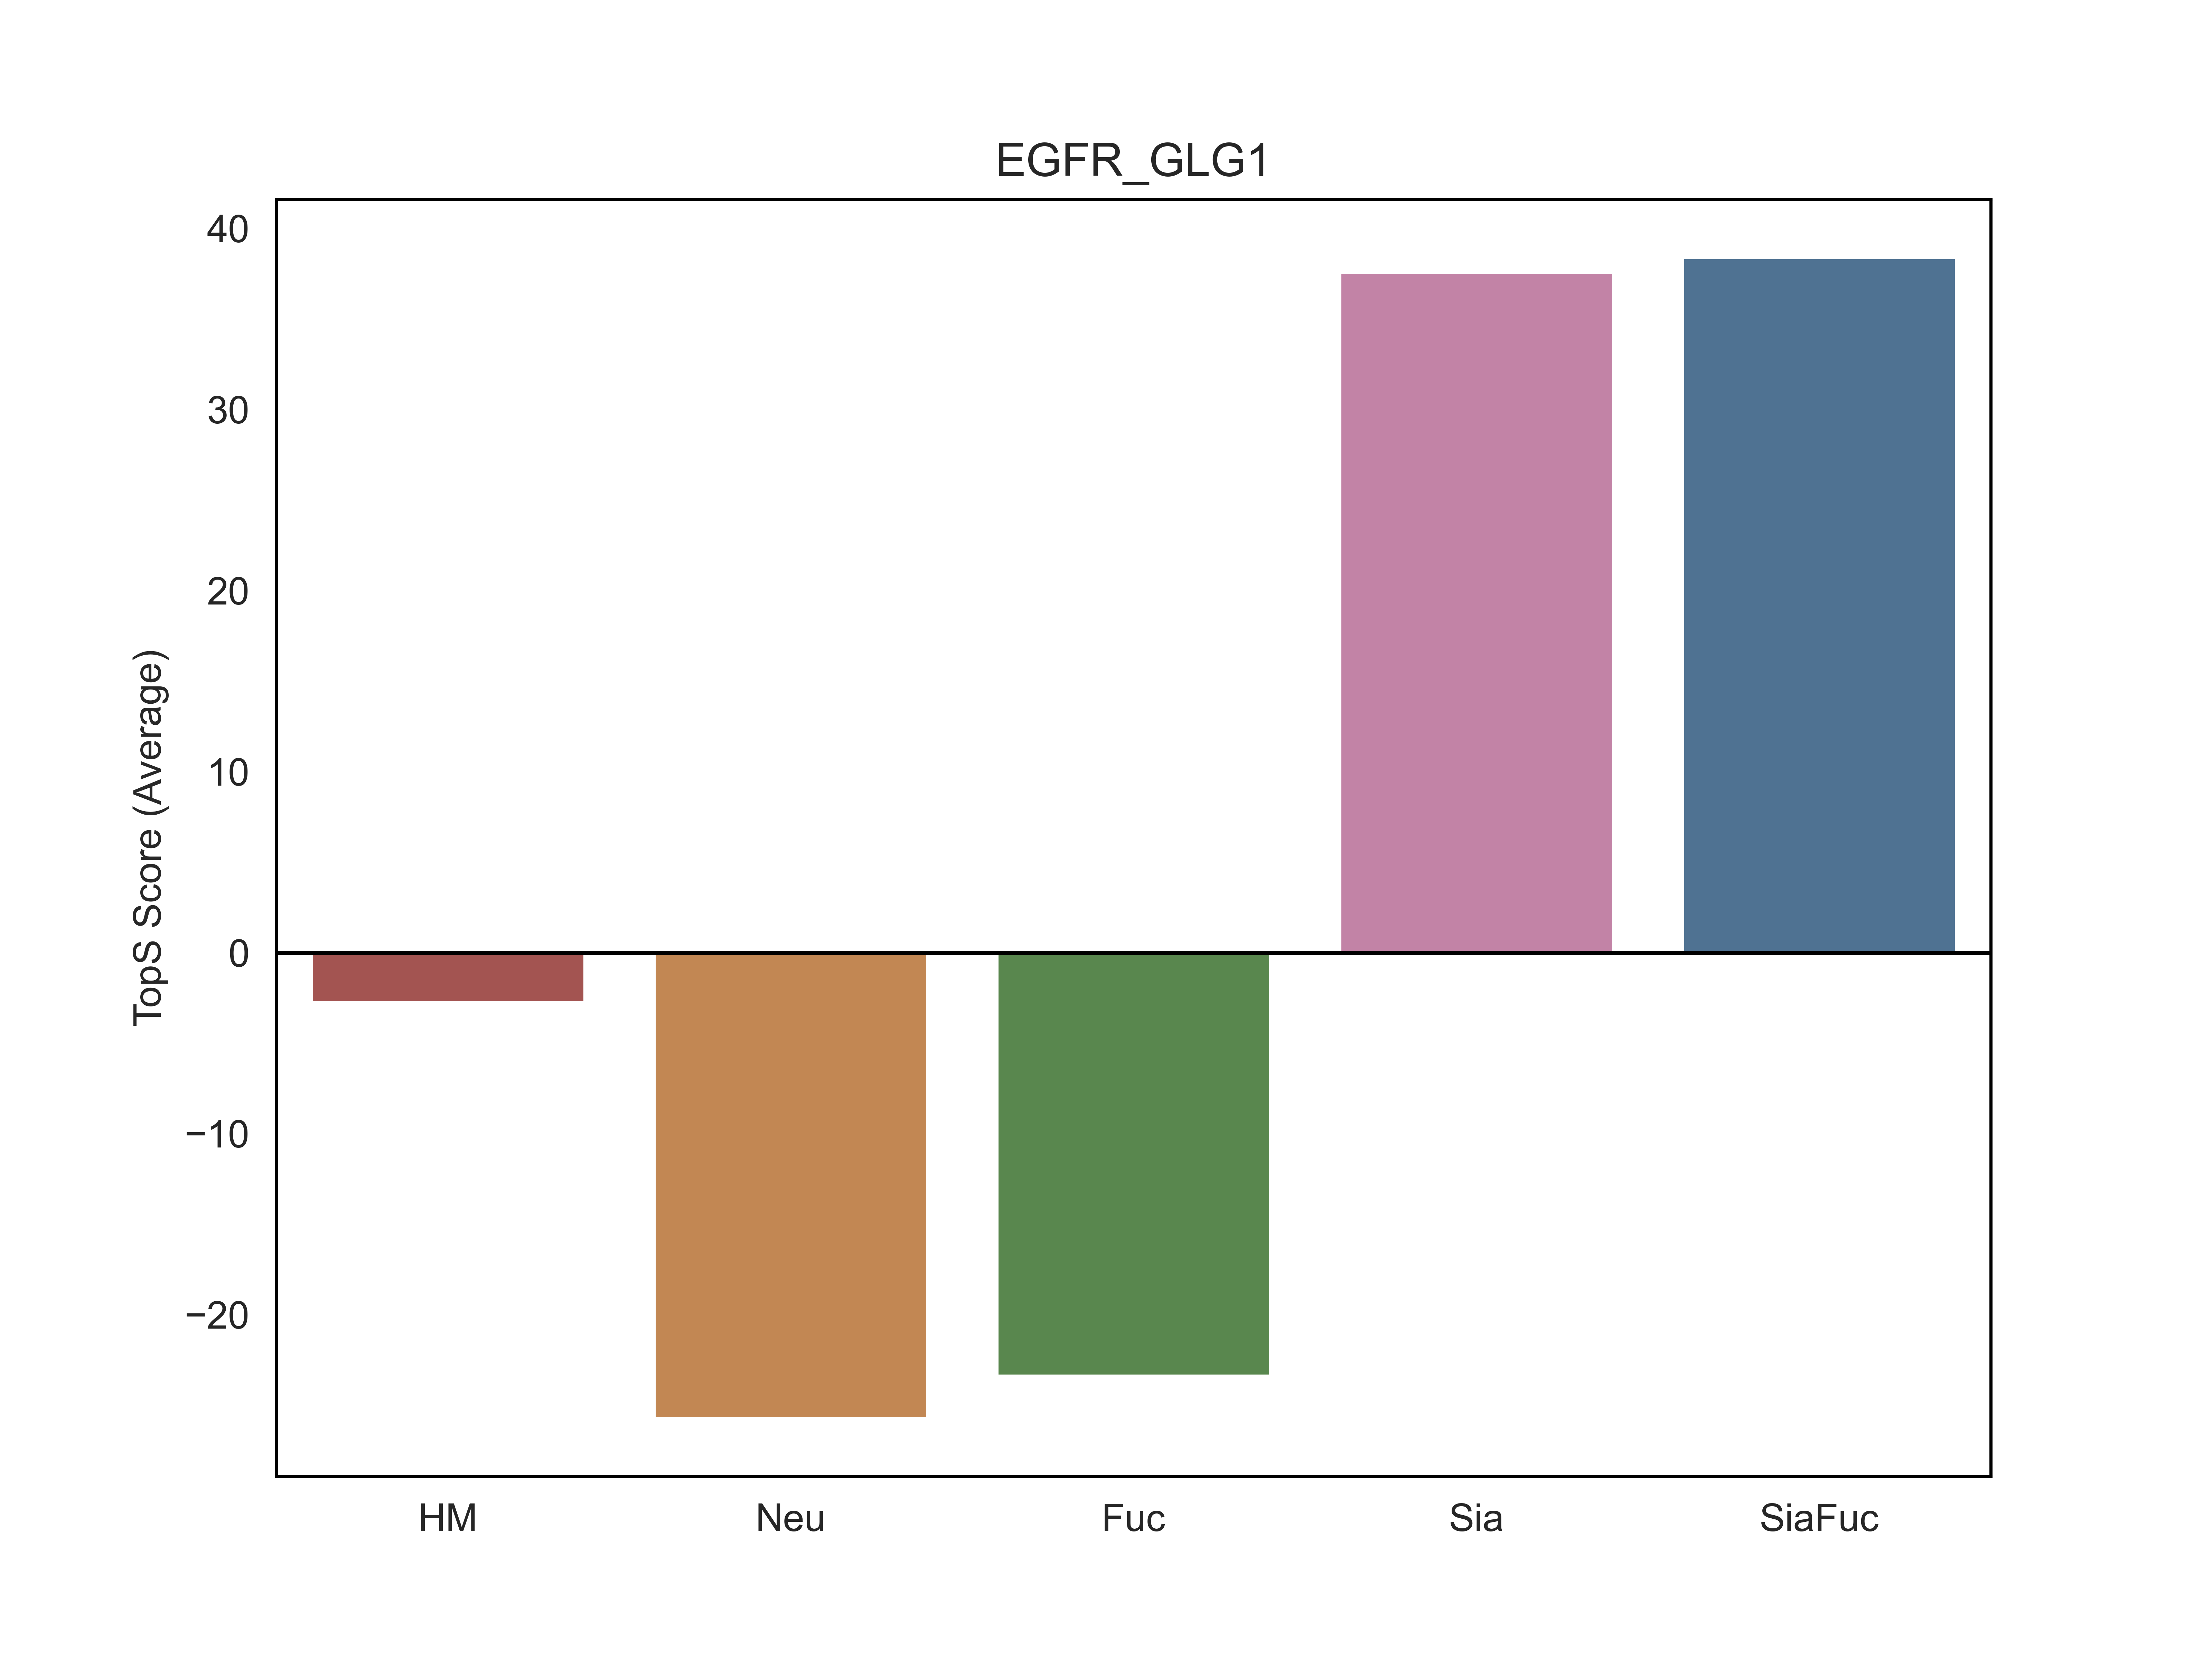 EGFR_GLG1
TopS Score (Average)
40
30
20
10
0
−10
−20
HM
Neu
Fuc
Sia
SiaFuc